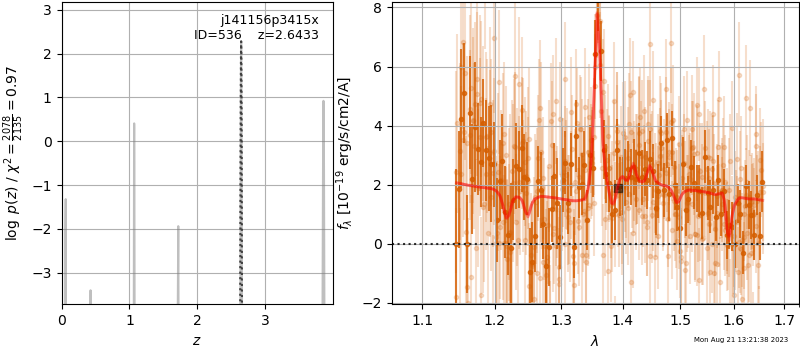 j141156p3415x
ID=536 z=2.6433
log p(z) / χ² = 2078/2135 = 0.97
3
2
1
0
−1
−2
−3
0 1 2 3
z
fλ [10⁻¹⁹ erg/s/cm2/A]
8
6
4
2
0
−2
1.1 1.2 1.3 1.4 1.5 1.6 1.7
λ
Mon Aug 21 13:21:38 2023